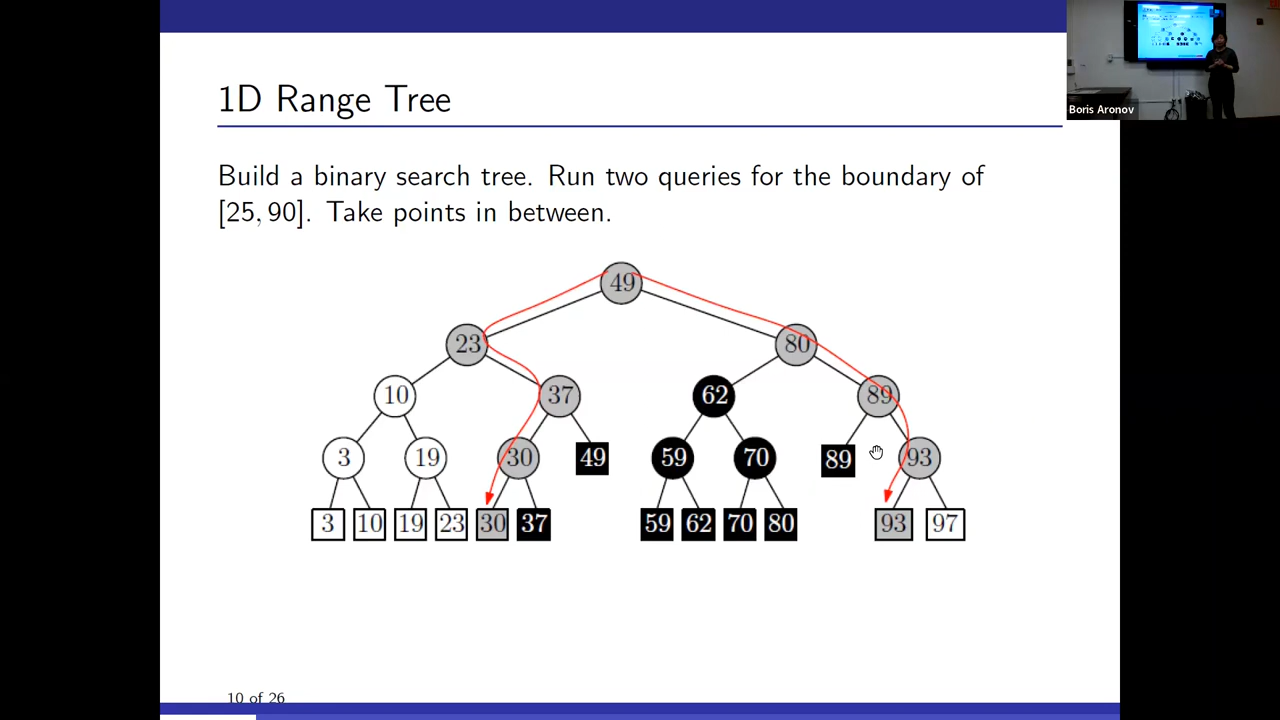 1D Range Tree
Boris Aronov
Build a binary search tree. Run two queries for the boundary of
[25, 90]. Take points in between.
49
23 80
10 37 62 89
3 19 30 49 59 70 89 93
3 10 19 23 30 37 59 62 70 80 93 97
10 of 26